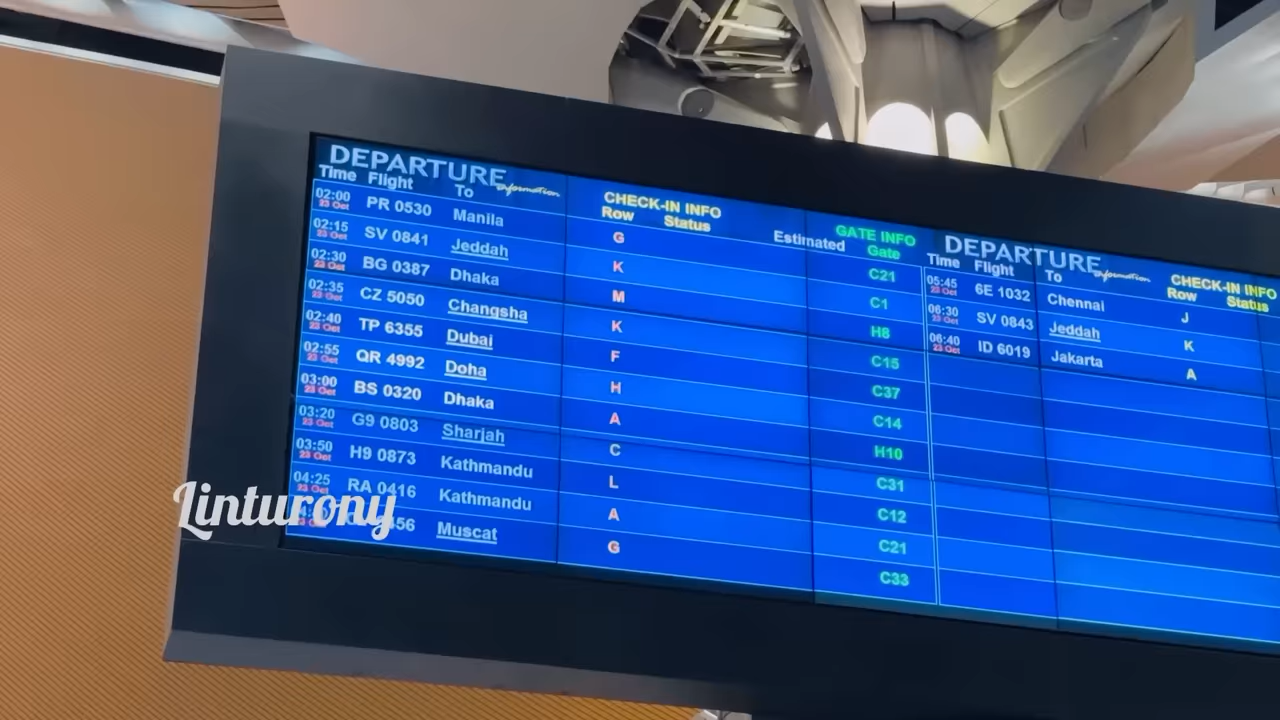 DEPARTURE information
Time Flight To CHECK-IN INFO Row Status Estimated GATE INFO Gate
02:00 23 Oct PR 0530 Manila G C21
02:15 23 Oct SV 0841 Jeddah K C1
02:30 23 Oct BG 0387 Dhaka M H8
02:35 23 Oct CZ 5050 Changsha K C15
02:40 23 Oct TP 6355 Dubai F C37
02:55 23 Oct QR 4992 Doha H C14
03:00 23 Oct BS 0320 Dhaka A H10
03:20 23 Oct G9 0803 Sharjah C C31
03:50 23 Oct H9 0873 Kathmandu L C12
04:25 23 Oct RA 0416 Kathmandu A C21
Muscat G C33
DEPARTURE information
Time Flight To CHECK-IN INFO Row Status
05:45 23 Oct 6E 1032 Chennai J
06:30 23 Oct SV 0843 Jeddah K
06:40 23 Oct ID 6019 Jakarta A
Linturony